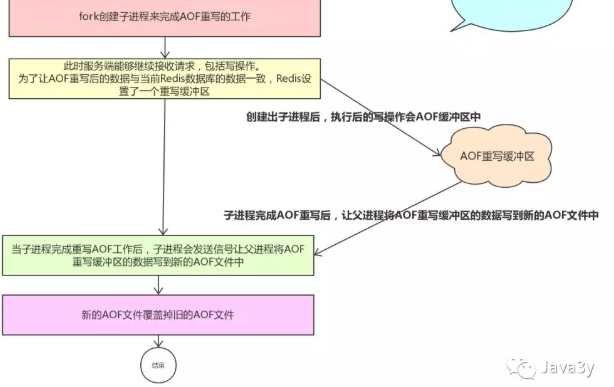 fork创建子进程来完成AOF重写的工作
此时服务端能够继续接收请求，包括写操作。
为了让AOF重写后的数据与当前Redis数据库的数据一致，Redis设
置了一个重写缓冲区
创建出子进程后，执行后的写操作会AOF缓冲区中
AOF重写缓冲区
子进程完成AOF重写后，让父进程将AOF重写缓冲区的数据写到新的AOF文件中
当子进程完成重写AOF工作后，子进程会发送信号让父进程将AOF
重写缓冲区的数据写到新的AOF文件中
新的AOF文件覆盖掉旧的AOF文件
结束
Java3y